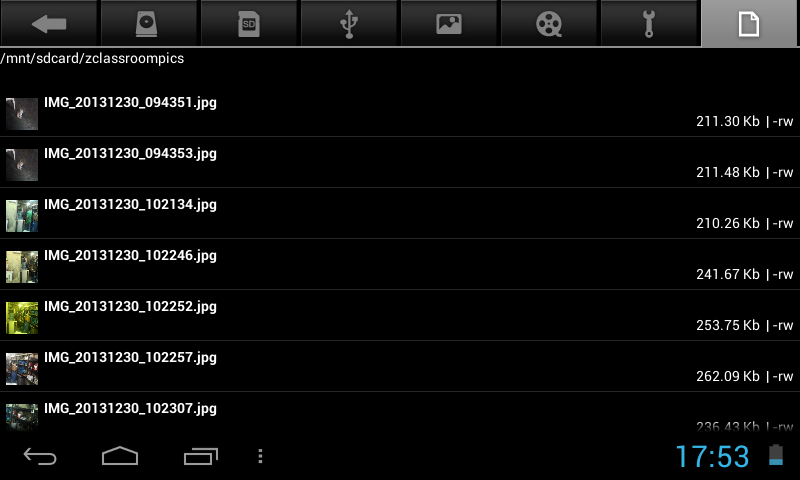 SD
/mnt/sdcard/zclassroompics
IMG_20131230_094351.jpg
211.30 Kb | -rw
IMG_20131230_094353.jpg
211.48 Kb | -rw
IMG_20131230_102134.jpg
210.26 Kb | -rw
IMG_20131230_102246.jpg
241.67 Kb | -rw
IMG_20131230_102252.jpg
253.75 Kb | -rw
IMG_20131230_102257.jpg
262.09 Kb | -rw
IMG_20131230_102307.jpg
236.43 Kb | -rw
17:53